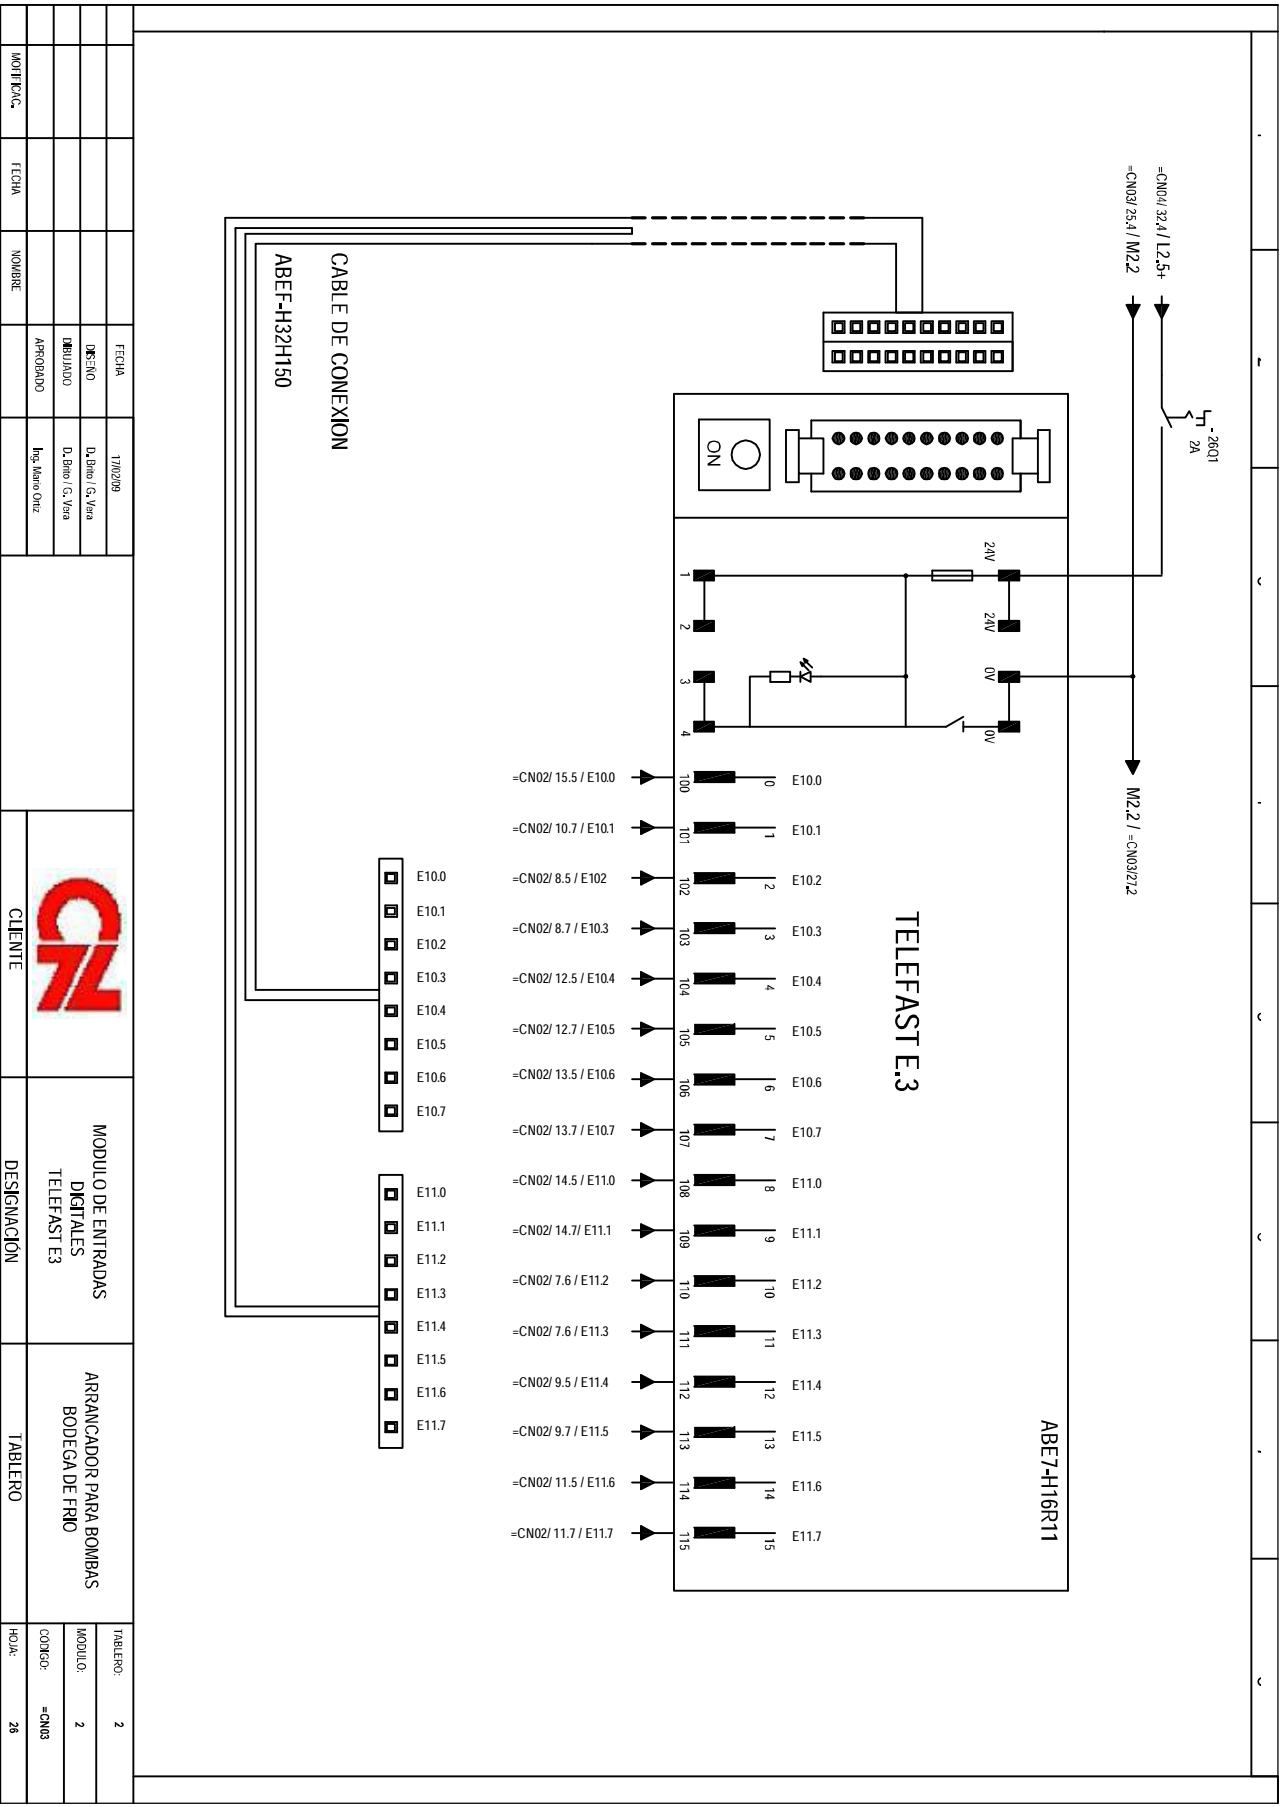 =CN04/ 32.4 / L2.5+
=CN03/ 25.4 / M2.2
- 26Q1
2A
M2.2 / =CN03/27.2
CABLE DE CONEXION
ABEF-H32H150
ON
24V
24V
0V
0V
1
2
3
4
TELEFAST E.3
ABE7-H16R11
=CN02/ 15.5 / E10.0
100
0
E10.0
=CN02/ 10.7 / E10.1
101
1
E10.1
=CN02/ 8.5 / E102
102
2
E10.2
=CN02/ 8.7 / E10.3
103
3
E10.3
=CN02/ 12.5 / E10.4
104
4
E10.4
=CN02/ 12.7 / E10.5
105
5
E10.5
=CN02/ 13.5 / E10.6
106
6
E10.6
=CN02/ 13.7 / E10.7
107
7
E10.7
=CN02/ 14.5 / E11.0
108
8
E11.0
=CN02/ 14.7/ E11.1
109
9
E11.1
=CN02/ 7.6 / E11.2
110
10
E11.2
=CN02/ 7.6 / E11.3
111
11
E11.3
=CN02/ 9.5 / E11.4
112
12
E11.4
=CN02/ 9.7 / E11.5
113
13
E11.5
=CN02/ 11.5 / E11.6
114
14
E11.6
=CN02/ 11.7 / E11.7
115
15
E11.7
E10.0
E10.1
E10.2
E10.3
E10.4
E10.5
E10.6
E10.7
E11.0
E11.1
E11.2
E11.3
E11.4
E11.5
E11.6
E11.7
MOFIFICAC.
FECHA
NOMBRE
FECHA
17/02/09
DISEÑO
D. Brito / G. Vera
DIBUJADO
D. Brito / G. Vera
APROBADO
Ing. Mario Ortiz
CLIENTE
MODULO DE ENTRADAS
DIGITALES
TELEFAST E3
DESIGNACIÓN
ARRANCADOR PARA BOMBAS
BODEGA DE FRIO
TABLERO
TABLERO: 2
MODULO: 2
CODIGO: =CN03
HOJA: 26